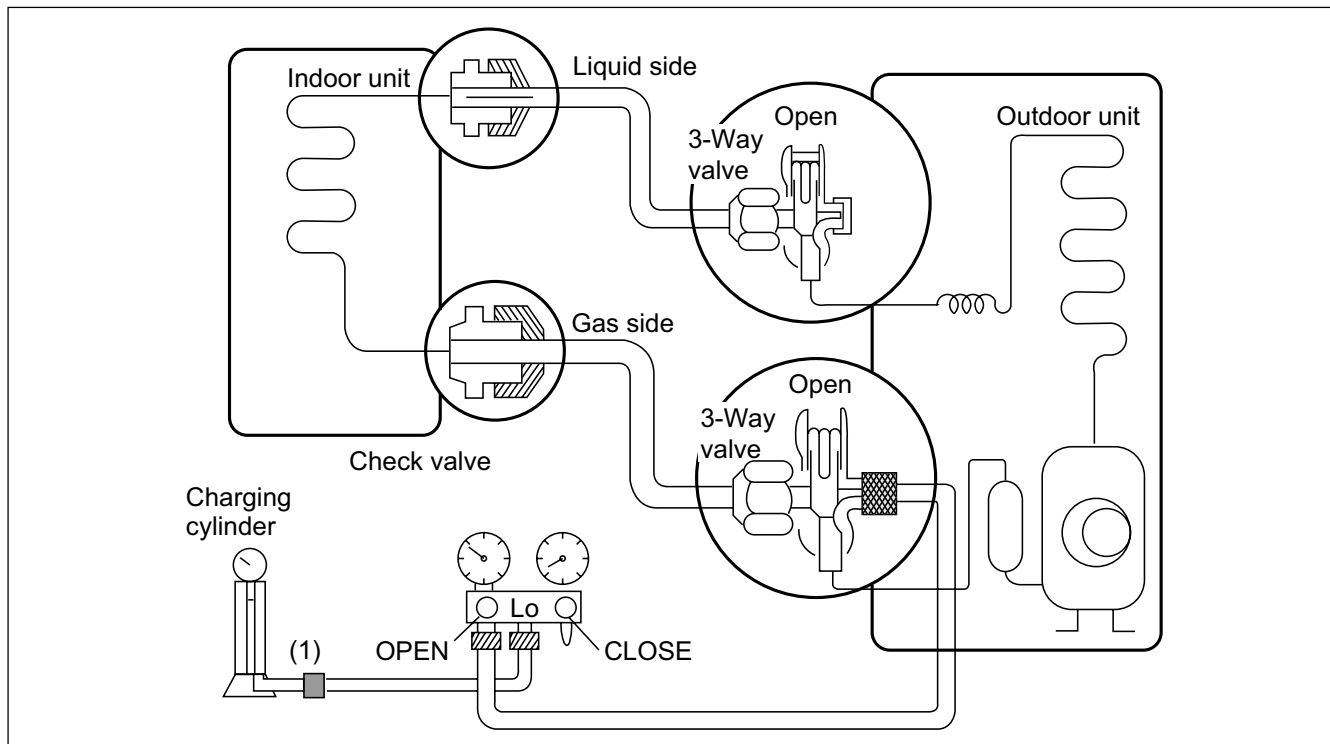 Indoor unit
Liquid side
Open
3-Way
valve
Outdoor unit
Gas side
Open
3-Way
valve
Check valve
Charging
cylinder
(1)
Lo
OPEN
CLOSE